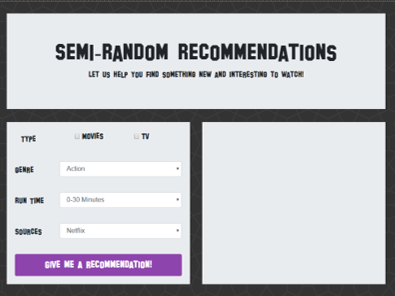 SEMI-RANDOM RECOMMENDATIONS
LET US HELP YOU FIND SOMETHING NEW AND INTERESTING TO WATCH!
TYPE MOVIES TV
GENRE Action
RUN TIME 0-30 Minutes
SOURCES Netflix
GIVE ME A RECOMMENDATION!